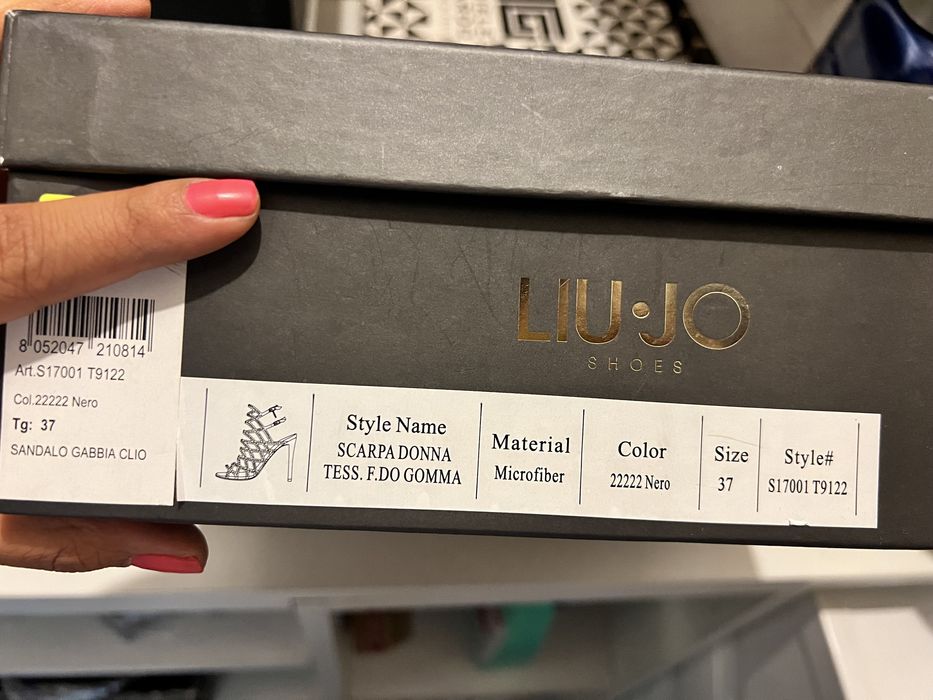 LIU·JO
SHOES
8 052047 210814
Art.S17001 T9122
Col.22222 Nero
Tg: 37
SANDALO GABBIA CLIO
Style Name
SCARPA DONNA
TESS. F.DO GOMMA
Material
Microfiber
Color
22222 Nero
Size
37
Style#
S17001 T9122